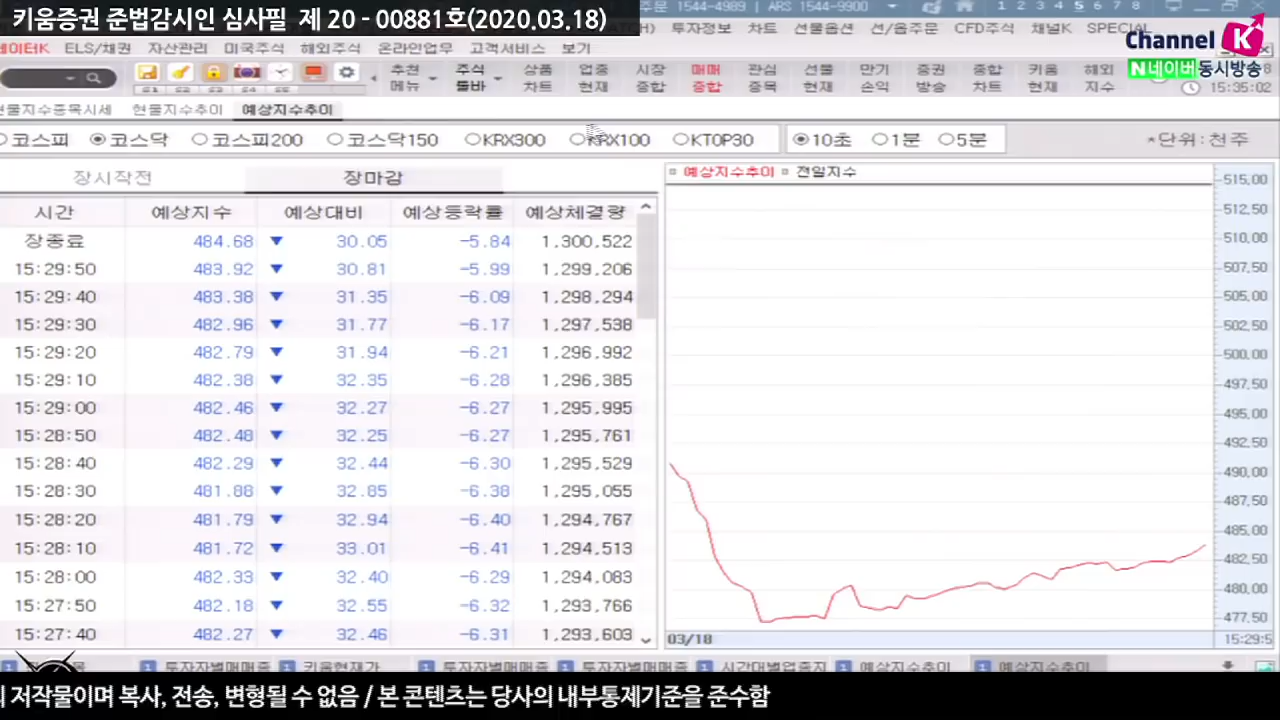 키움증권 준법감시인 심사필 제 20 - 00881호(2020.03.18)
주문 1544-4989 ARS 1544-9900 1 2 3 4 5 6 7 8
투자정보 차트 선물옵션 선/옵주문 CFD주식 채널K SPECIAL
Channel K
ELS/채권 자산관리 미국주식 해외주식 온라인업무 고객서비스 보기
N 네이버 동시방송
추천 주식 상품 업종 시장 매매 관심 선물 만기 증권 종합 키움 해외
메뉴 툴바 차트 현재 종합 종합 종목 현재 손익 방송 차트 현재 지수
15:35:02
현물지수종목시세 현물지수추이 예상지수추이
코스피 코스닥 코스피200 코스닥150 KRX300 KRX100 KTOP30 10초 1분 5분 *단위:천주
장시작전 장마감
예상지수추이 전일지수
시간 예상지수 예상대비 예상등락률 예상체결량
장종료 484.68 ▼ 30.05 -5.84 1,300,522
15:29:50 483.92 ▼ 30.81 -5.99 1,299,206
15:29:40 483.38 ▼ 31.35 -6.09 1,298,294
15:29:30 482.96 ▼ 31.77 -6.17 1,297,538
15:29:20 482.79 ▼ 31.94 -6.21 1,296,992
15:29:10 482.38 ▼ 32.35 -6.28 1,296,385
15:29:00 482.46 ▼ 32.27 -6.27 1,295,995
15:28:50 482.48 ▼ 32.25 -6.27 1,295,761
15:28:40 482.29 ▼ 32.44 -6.30 1,295,529
15:28:30 481.88 ▼ 32.85 -6.38 1,295,055
15:28:20 481.79 ▼ 32.94 -6.40 1,294,767
15:28:10 481.72 ▼ 33.01 -6.41 1,294,513
15:28:00 482.33 ▼ 32.40 -6.29 1,294,083
15:27:50 482.18 ▼ 32.55 -6.32 1,293,766
15:27:40 482.27 ▼ 32.46 -6.31 1,293,603
515,00
512,50
510,00
507,50
505,00
502,50
500,00
497,50
495,00
492,50
490,00
487,50
485,00
482,50
480,00
477,50
03/18 15:29:5
투자자별매매종 키움현재가 투자자별매매종 투자자별매매종 시간대별업종지 예상지수추이 예상지수추이
저작물이며 복사, 전송, 변형될 수 없음 / 본 콘텐츠는 당사의 내부통제기준을 준수함